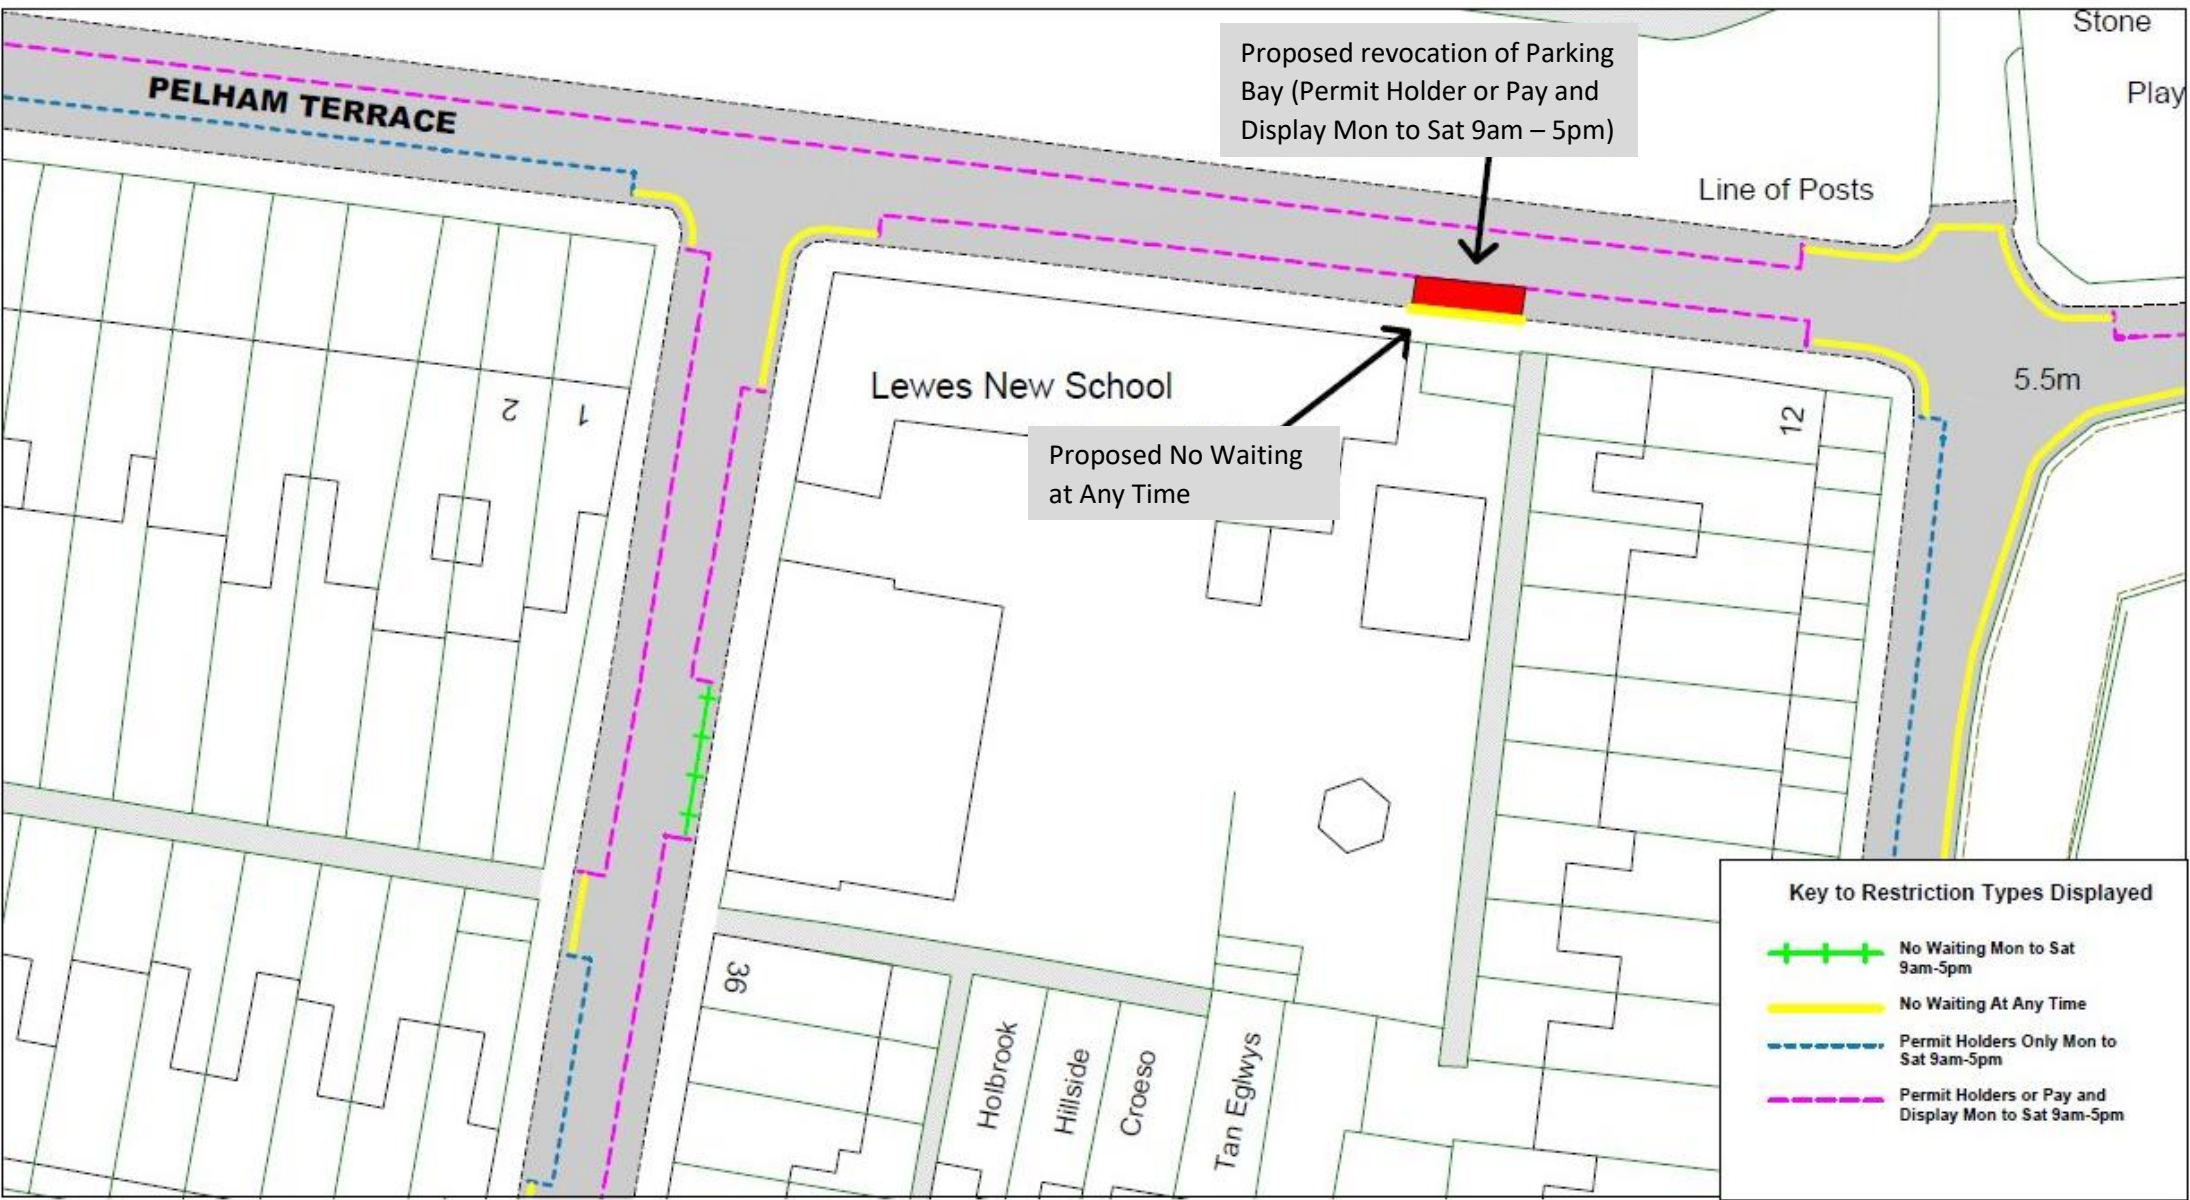 Stone
Play
Proposed revocation of Parking
Bay (Permit Holder or Pay and
Display Mon to Sat 9am – 5pm)
PELHAM TERRACE
Line of Posts
5.5m
Lewes New School
2
1
12
Proposed No Waiting
at Any Time
36
Holbrook
Hillside
Croeso
Tan Eglwys
Key to Restriction Types Displayed
No Waiting Mon to Sat
9am-5pm
No Waiting At Any Time
Permit Holders Only Mon to
Sat 9am-5pm
Permit Holders or Pay and
Display Mon to Sat 9am-5pm